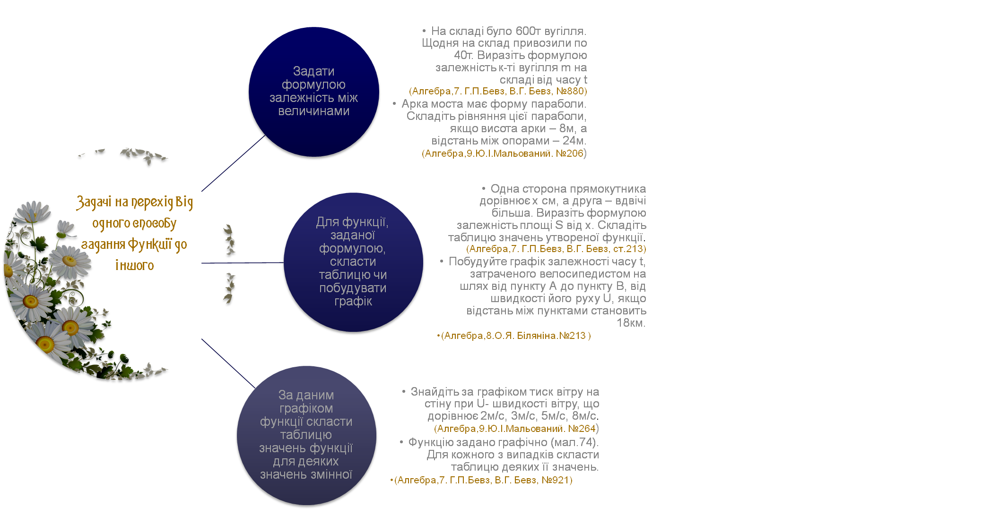 Задачі на перехід від
одного способу
задання функції до
іншого
Задати
формулою
залежність між
величинами
• На складі було 600т вугілля.
Щодня на склад привозили по
40т. Виразіть формулою
залежність к-ті вугілля m на
складі від часу t
(Алгебра,7. Г.П.Бевз, В.Г. Бевз, №880)
• Арка моста має форму параболи.
Складіть рівняння цієї параболи,
якщо висота арки – 8м, а
відстань між опорами – 24м.
(Алгебра,9.Ю.І.Мальований. №206)
Для функції,
заданої
формулою,
скласти
таблицю чи
побудувати
графік
• Одна сторона прямокутника
дорівнює х см, а друга – вдвічі
більша. Виразіть формулою
залежність площі S від х. Складіть
таблицю значень утвореної функції.
(Алгебра,7. Г.П.Бевз, В.Г. Бевз, ст.213)
• Побудуйте графік залежності часу t,
затраченого велосипедистом на
шлях від пункту А до пункту В, від
швидкості його руху U, якщо
відстань між пунктами становить
18км.
•(Алгебра,8.О.Я. Біляніна.№213 )
За даним
графіком
функції скласти
таблицю
значень функції
для деяких
значень змінної
• Знайдіть за графіком тиск вітру на
стіну при U- швидкості вітру, що
дорівнює 2м/с, 3м/с, 5м/с, 8м/с.
(Алгебра,9.Ю.І.Мальований. №264)
• Функцію задано графічно (мал.74).
Для кожного з випадків скласти
таблицю деяких її значень.
•(Алгебра,7. Г.П.Бевз, В.Г. Бевз, №921)